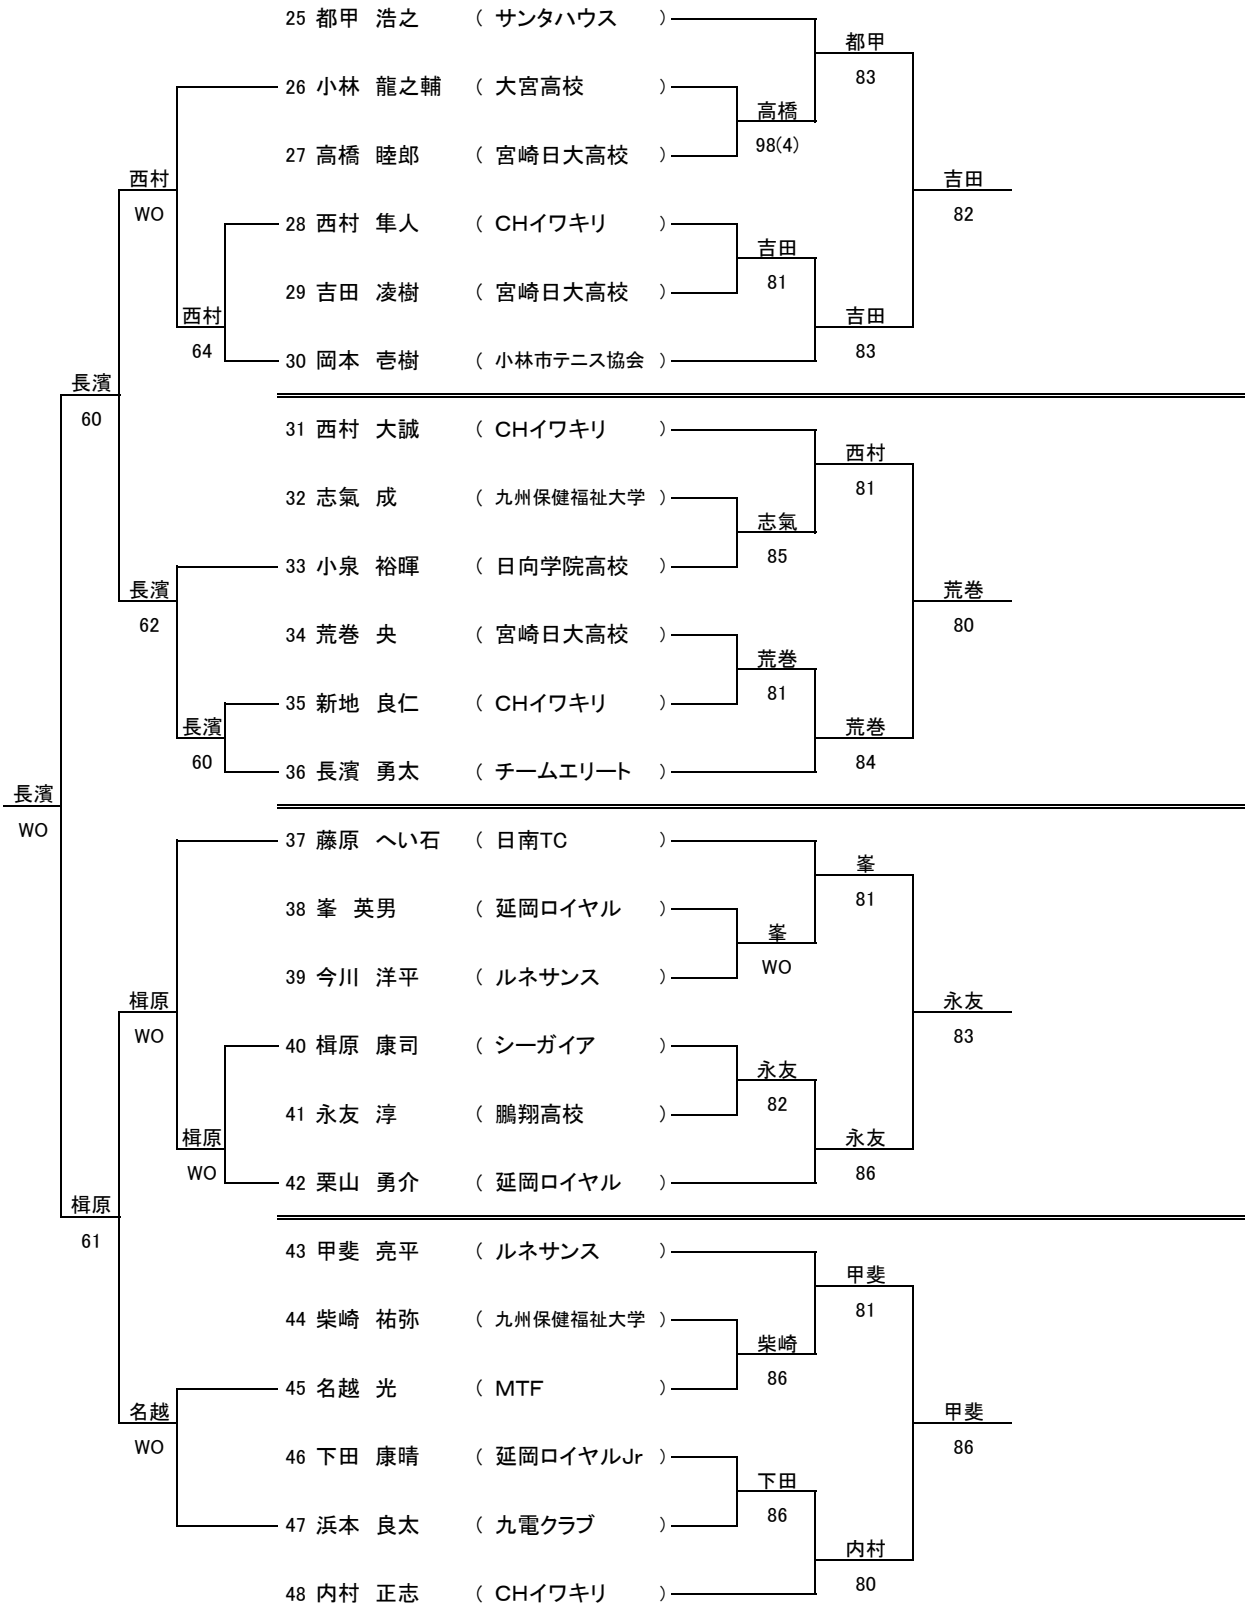 25 都甲 浩之 ( サンタハウス )
都甲
83
26 小林 龍之輔 ( 大宮高校 )
高橋
98(4)
27 高橋 睦郎 ( 宮崎日大高校 )
西村
WO
吉田
82
28 西村 隼人 ( CHイワキリ )
吉田
81
29 吉田 凌樹 ( 宮崎日大高校 )
西村
64
吉田
83
30 岡本 壱樹 ( 小林市テニス協会 )
長濱
60
31 西村 大誠 ( CHイワキリ )
西村
81
32 志氣 成 ( 九州保健福祉大学 )
志氣
85
33 小泉 裕暉 ( 日向学院高校 )
長濱
62
荒巻
80
34 荒巻 央 ( 宮崎日大高校 )
荒巻
81
35 新地 良仁 ( CHイワキリ )
長濱
60
荒巻
84
36 長濱 勇太 ( チームエリート )
長濱
WO
37 藤原 へい石 ( 日南TC )
峯
81
38 峯 英男 ( 延岡ロイヤル )
峯
WO
39 今川 洋平 ( ルネサンス )
楫原
WO
永友
83
40 楫原 康司 ( シーガイア )
永友
82
41 永友 淳 ( 鵬翔高校 )
楫原
WO
永友
86
42 栗山 勇介 ( 延岡ロイヤル )
楫原
61
43 甲斐 亮平 ( ルネサンス )
甲斐
81
44 柴崎 祐弥 ( 九州保健福祉大学 )
柴崎
86
45 名越 光 ( MTF )
名越
WO
甲斐
86
46 下田 康晴 ( 延岡ロイヤルJr )
下田
86
47 浜本 良太 ( 九電クラブ )
内村
80
48 内村 正志 ( CHイワキリ )